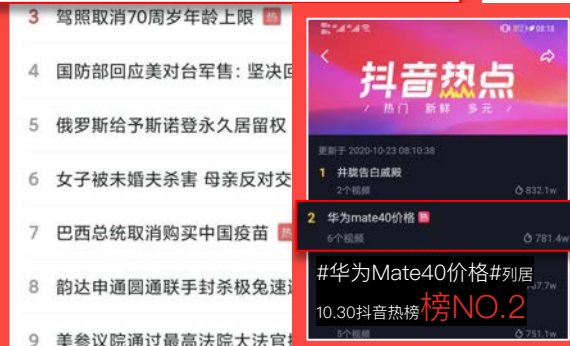 3 驾照取消70周岁年龄上限 热
4 国防部回应美对台军售：坚决
5 俄罗斯给予斯诺登永久居留权
6 女子被未婚夫杀害 母亲反对交
7 巴西总统取消购买中国疫苗
8 韵达申通圆通联手封杀极免速
9 美参议院通过最高法院大法官
08:18
抖音热点
热门 新鲜 多元
更新于 2020-10-23 08:10:38
1 井胧告白戚殿
2个视频 832.1w
2 华为mate40价格 热
6个视频 781.4w
#华为Mate40价格#列居
10.30抖音热榜榜NO.2
5个视频 751.1w